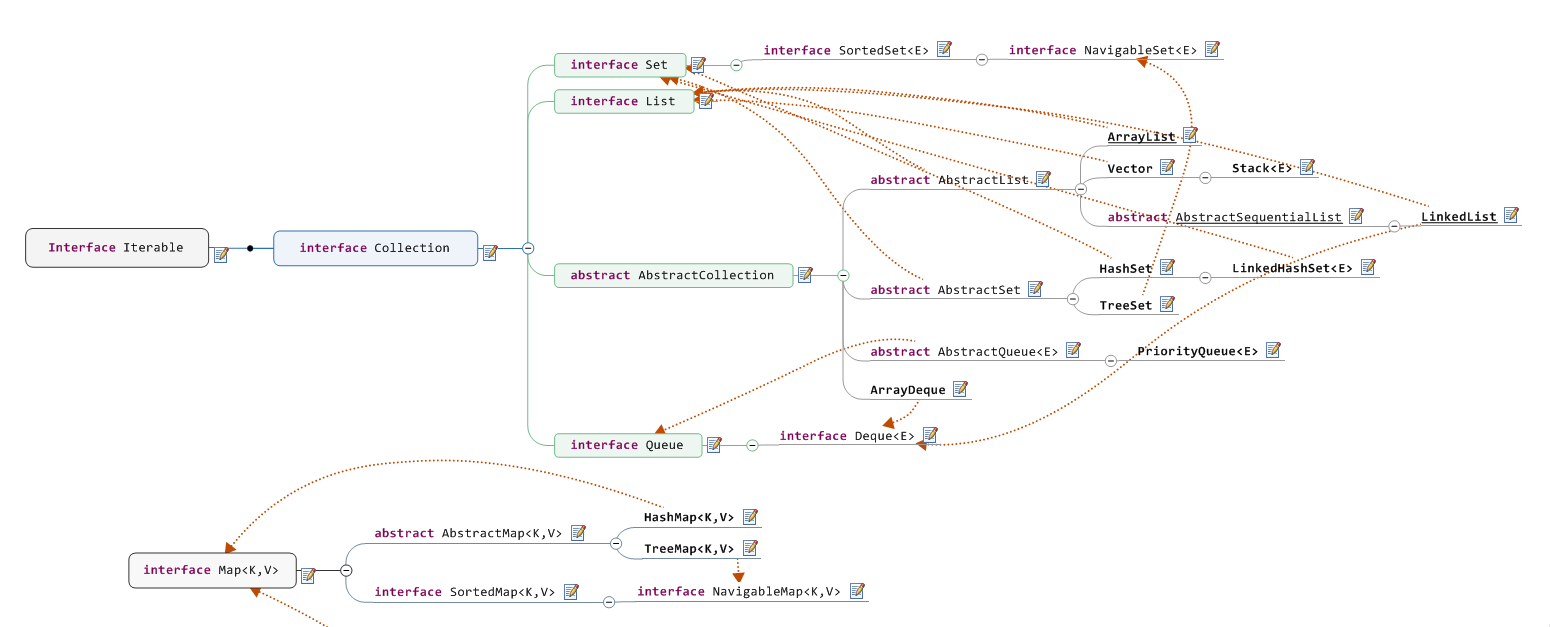 interface SortedSet<E>
interface NavigableSet<E>
interface Set
interface List
ArrayList
Vector
Stack<E>
abstract AbstractList
abstract AbstractSequentialList
LinkedList
Interface Iterable
interface Collection
abstract AbstractCollection
HashSet
LinkedHashSet<E>
abstract AbstractSet
TreeSet
abstract AbstractQueue<E>
PriorityQueue<E>
ArrayDeque
interface Queue
interface Deque<E>
HashMap<K,V>
abstract AbstractMap<K,V>
TreeMap<K,V>
interface Map<K,V>
interface SortedMap<K,V>
interface NavigableMap<K,V>